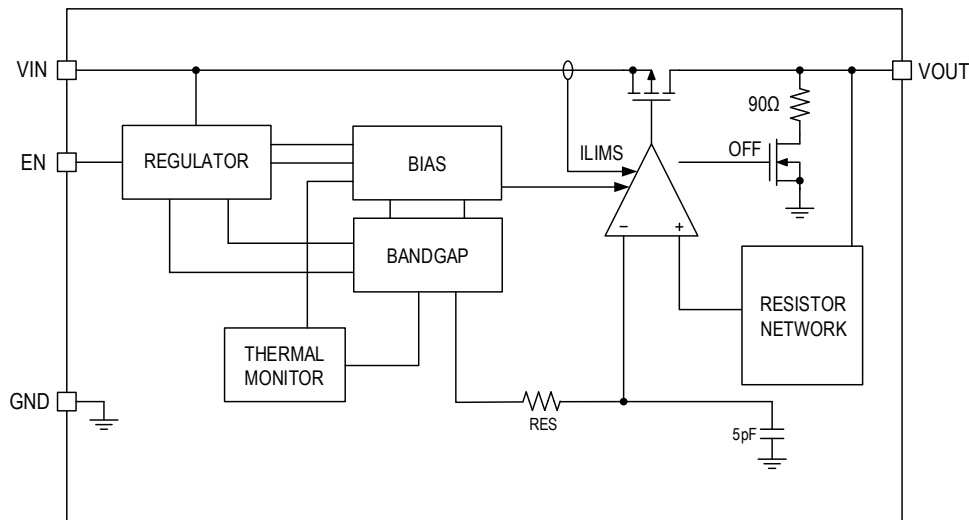 VIN
VOUT
90Ω
EN
REGULATOR
BIAS
ILIMS
OFF
BANDGAP
−
+
RESISTOR
NETWORK
THERMAL
MONITOR
GND
RES
5pF